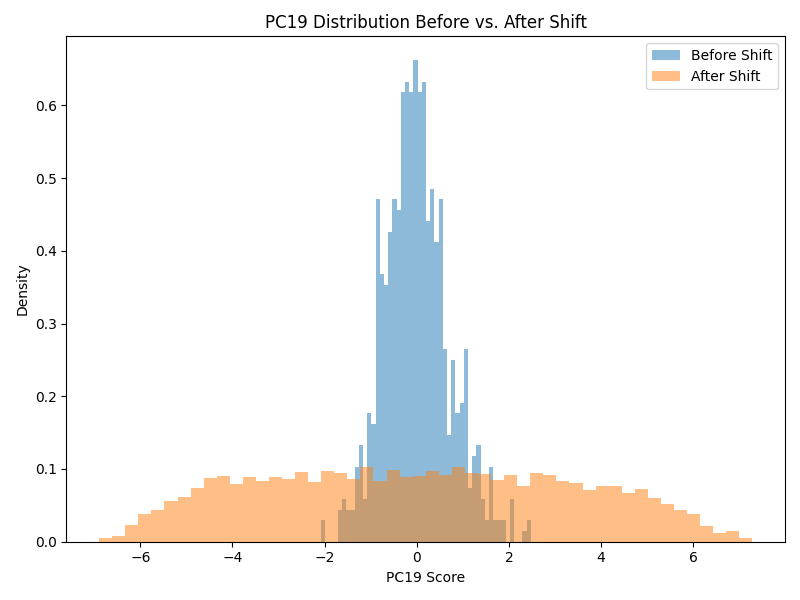 PC19 Distribution Before vs. After Shift
Before Shift
After Shift
Density
0.6
0.5
0.4
0.3
0.2
0.1
0.0
−6 −4 −2 0 2 4 6
PC19 Score